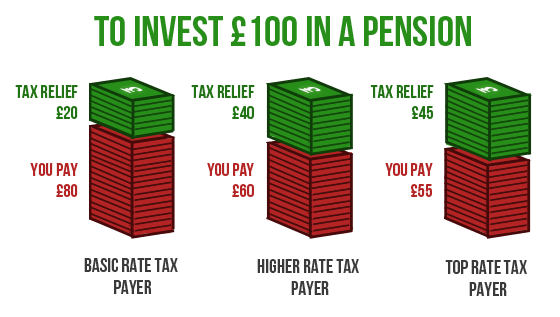 TO INVEST £100 IN A PENSION
TAX RELIEF
£20
YOU PAY
£80
BASIC RATE TAX
PAYER
TAX RELIEF
£40
YOU PAY
£60
HIGHER RATE TAX
PAYER
TAX RELIEF
£45
YOU PAY
£55
TOP RATE TAX
PAYER